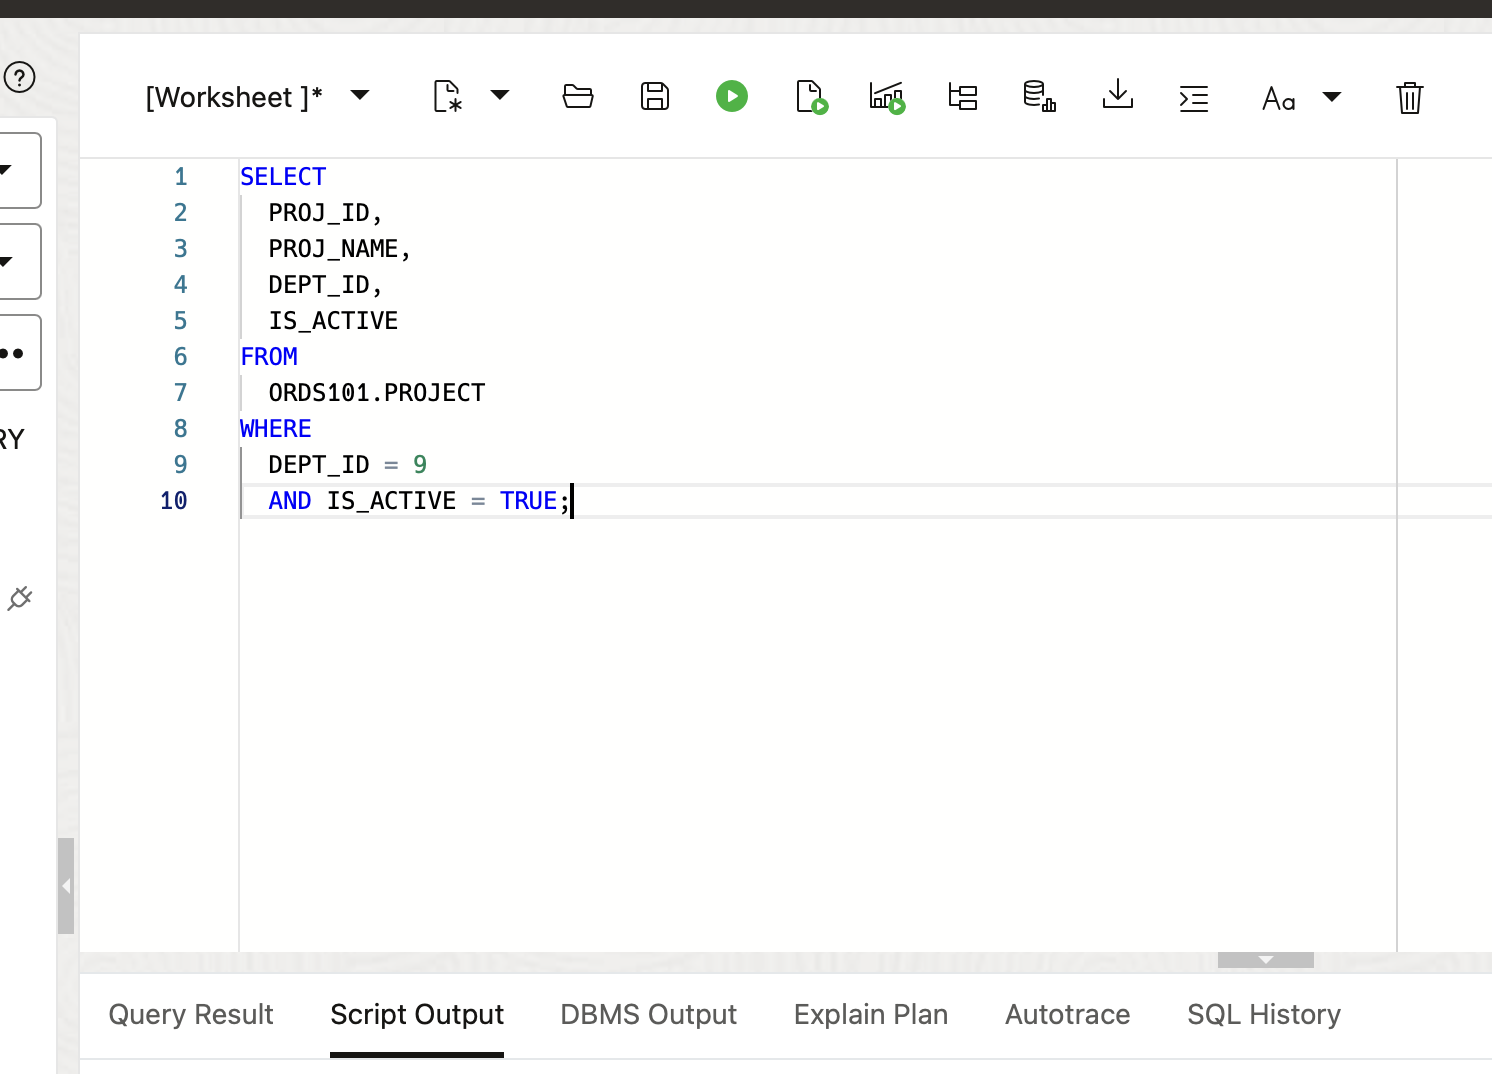 [Worksheet ]*
Aa
1 SELECT
2 PROJ_ID,
3 PROJ_NAME,
4 DEPT_ID,
5 IS_ACTIVE
6 FROM
7 ORDS101.PROJECT
8 WHERE
9 DEPT_ID = 9
10 AND IS_ACTIVE = TRUE;
RY
Query Result Script Output DBMS Output Explain Plan Autotrace SQL History